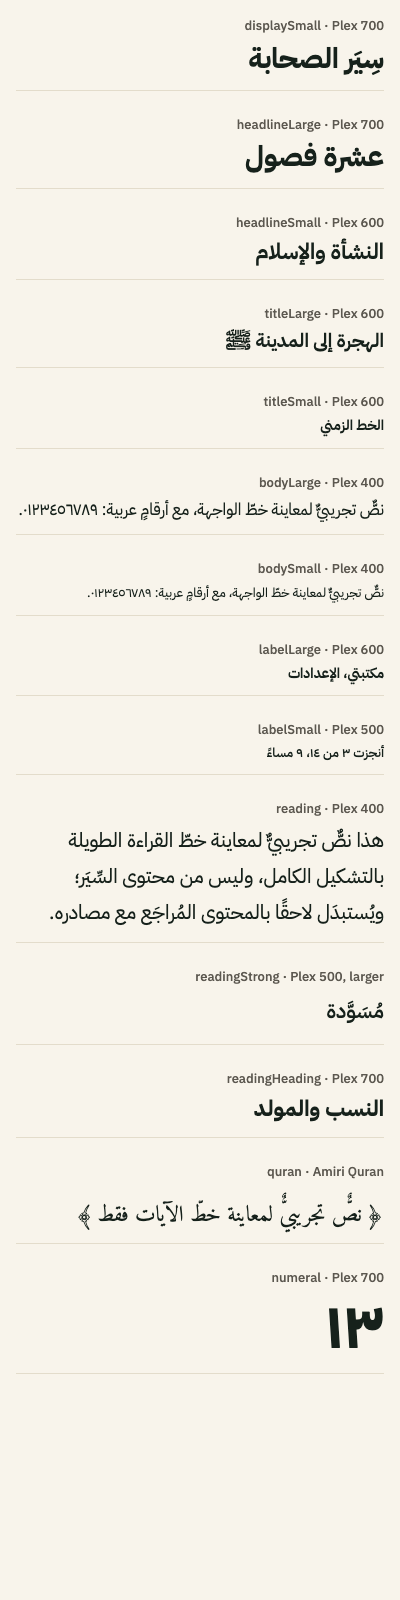 displaySmall · Plex 700
سِيَر الصحابة
headlineLarge · Plex 700
عشرة فصول
headlineSmall · Plex 600
النشأة والإسلام
titleLarge · Plex 600
الهجرة إلى المدينة ﷺ
titleSmall · Plex 600
الخط الزمني
bodyLarge · Plex 400
نصٌّ تجريبيٌّ لمعاينة خطّ الواجهة، مع أرقامٍ عربية: ٠١٢٣٤٥٦٧٨٩.
bodySmall · Plex 400
نصٌّ تجريبيٌّ لمعاينة خطّ الواجهة، مع أرقامٍ عربية: ٠١٢٣٤٥٦٧٨٩.
labelLarge · Plex 600
مكتبتي، الإعدادات
labelSmall · Plex 500
أنجزت ٣ من ١٤، ٩ مساءً
reading · Plex 400
هذا نصٌّ تجريبيٌّ لمعاينة خطّ القراءة الطويلة
بالتشكيل الكامل، وليس من محتوى السِّيَر؛
ويُستبدَل لاحقًا بالمحتوى المُراجَع مع مصادره.
readingStrong · Plex 500, larger
مُسَوَّدة
readingHeading · Plex 700
النسب والمولد
quran · Amiri Quran
﴿ نصٌّ تجريبيٌّ لمعاينة خطّ الآيات فقط ﴾
numeral · Plex 700
١٣